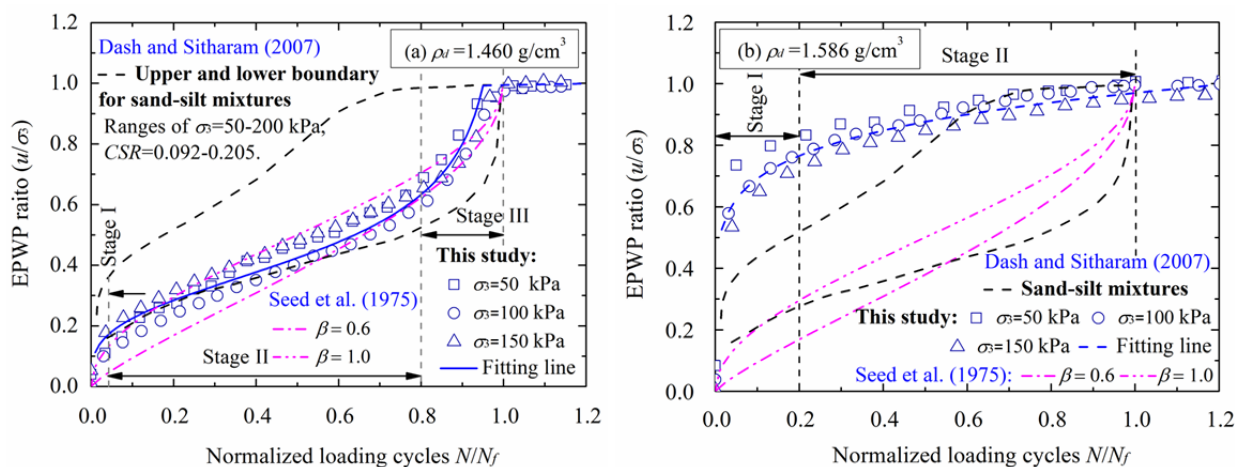 Dash and Sitharam (2007)
Upper and lower boundary
for sand-silt mixtures
Ranges of σ3=50-200 kPa,
CSR=0.092-0.205.
(a) ρd =1.460 g/cm3
Stage I
Stage III
This study:
σ3=50 kPa
σ3=100 kPa
σ3=150 kPa
Fitting line
Seed et al. (1975)
β = 0.6
β = 1.0
Stage II
EPWP raito (u/σ3)
1.2
1.0
0.8
0.6
0.4
0.2
0.0
0.0 0.2 0.4 0.6 0.8 1.0 1.2
Normalized loading cycles N/Nf
(b) ρd =1.586 g/cm3
Stage I
Stage II
Dash and Sitharam (2007)
Sand-silt mixtures
This study: σ3=50 kPa σ3=100 kPa
σ3=150 kPa Fitting line
Seed et al. (1975): β = 0.6 β = 1.0
EPWP ratio (u/σ3)
1.2
1.0
0.8
0.6
0.4
0.2
0.0
0.0 0.2 0.4 0.6 0.8 1.0 1.2
Normalized loading cycles N/Nf